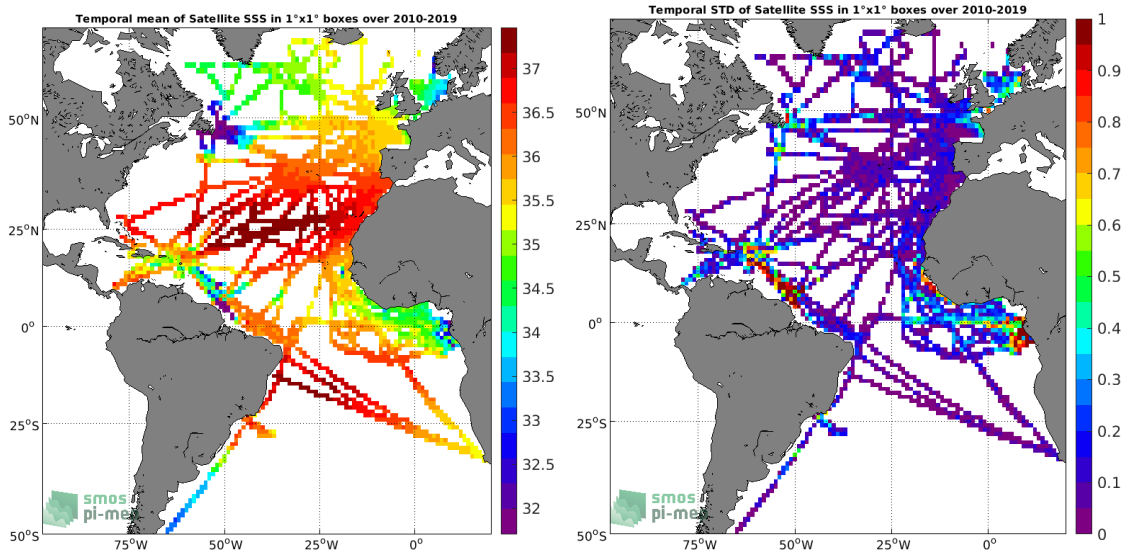 Temporal mean of Satellite SSS in 1°x1° boxes over 2010-2019
50°N
25°N
0°
25°S
50°S
75°W
50°W
25°W
0°
37
36.5
36
35.5
35
34.5
34
33.5
33
32.5
32
smos
pi-me
Temporal STD of Satellite SSS in 1°x1° boxes over 2010-2019
50°N
25°N
0°
25°S
50°S
75°W
50°W
25°W
0°
1
0.9
0.8
0.7
0.6
0.5
0.4
0.3
0.2
0.1
0
smos
pi-me